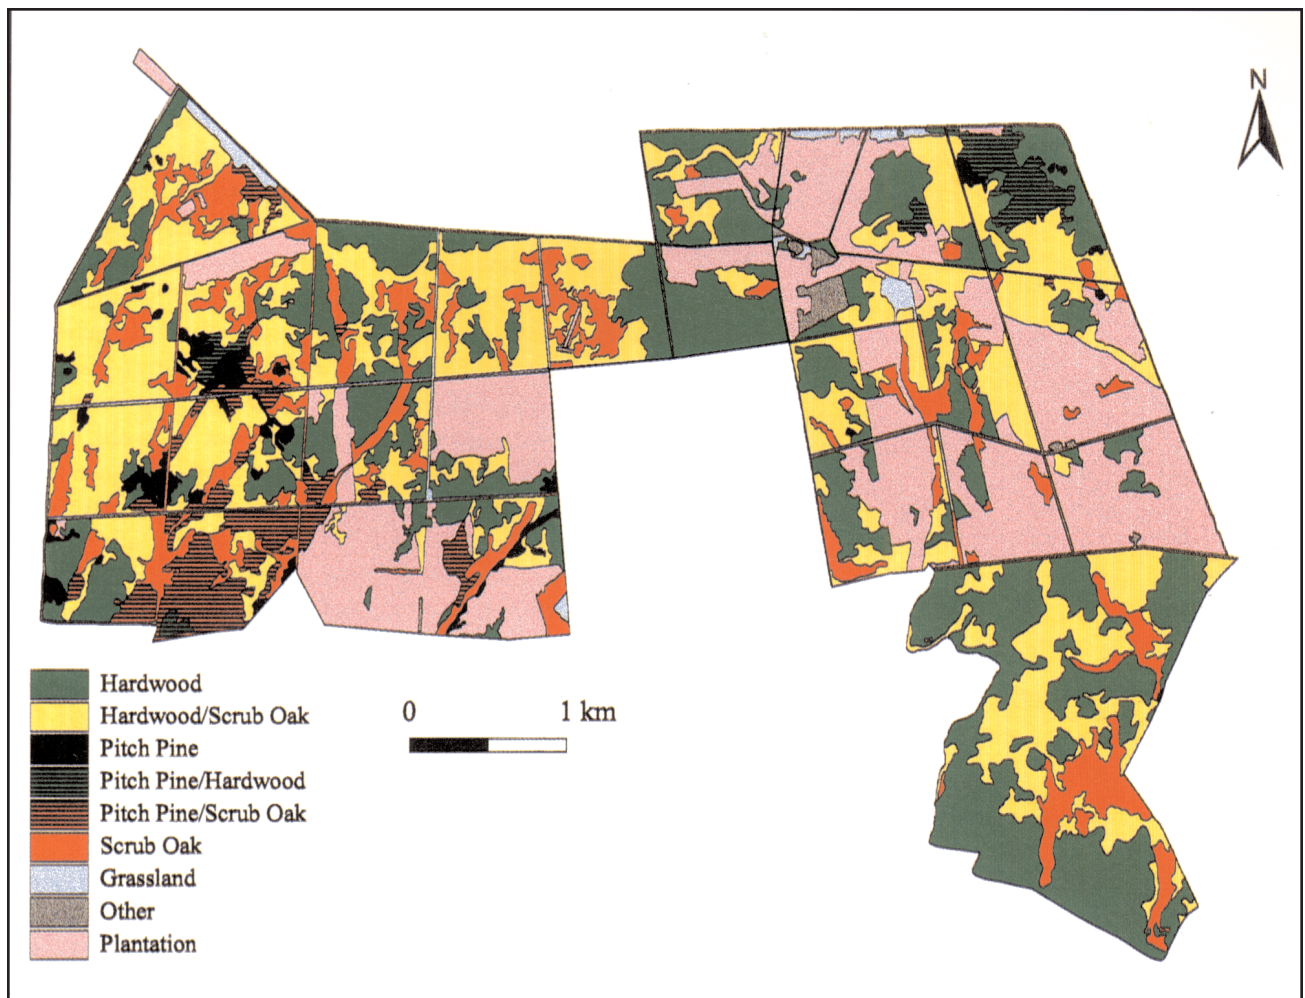 N
Hardwood
Hardwood/Scrub Oak
0 1 km
Pitch Pine
Pitch Pine/Hardwood
Pitch Pine/Scrub Oak
Scrub Oak
Grassland
Other
Plantation